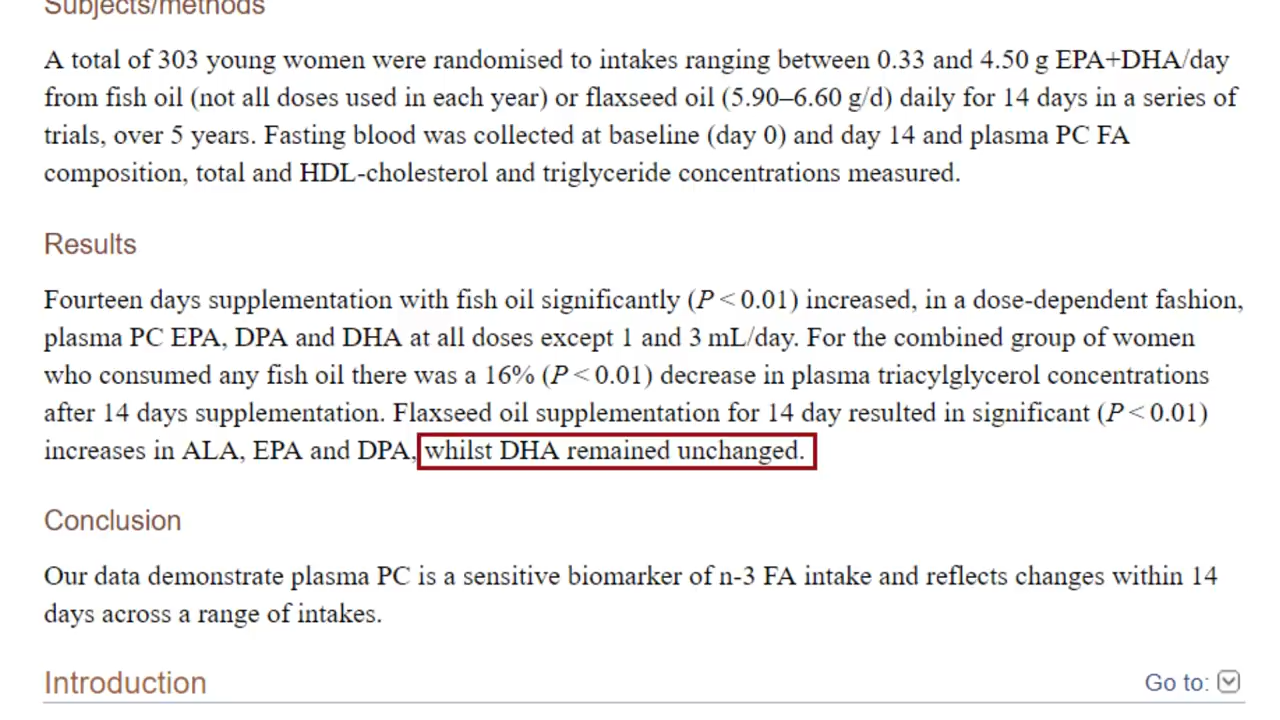 Subjects/methods
A total of 303 young women were randomised to intakes ranging between 0.33 and 4.50 g EPA+DHA/day
from fish oil (not all doses used in each year) or flaxseed oil (5.90–6.60 g/d) daily for 14 days in a series of
trials, over 5 years. Fasting blood was collected at baseline (day 0) and day 14 and plasma PC FA
composition, total and HDL-cholesterol and triglyceride concentrations measured.
Results
Fourteen days supplementation with fish oil significantly (P < 0.01) increased, in a dose-dependent fashion,
plasma PC EPA, DPA and DHA at all doses except 1 and 3 mL/day. For the combined group of women
who consumed any fish oil there was a 16% (P < 0.01) decrease in plasma triacylglycerol concentrations
after 14 days supplementation. Flaxseed oil supplementation for 14 day resulted in significant (P < 0.01)
increases in ALA, EPA and DPA, whilst DHA remained unchanged.
Conclusion
Our data demonstrate plasma PC is a sensitive biomarker of n-3 FA intake and reflects changes within 14
days across a range of intakes.
Introduction
Go to: